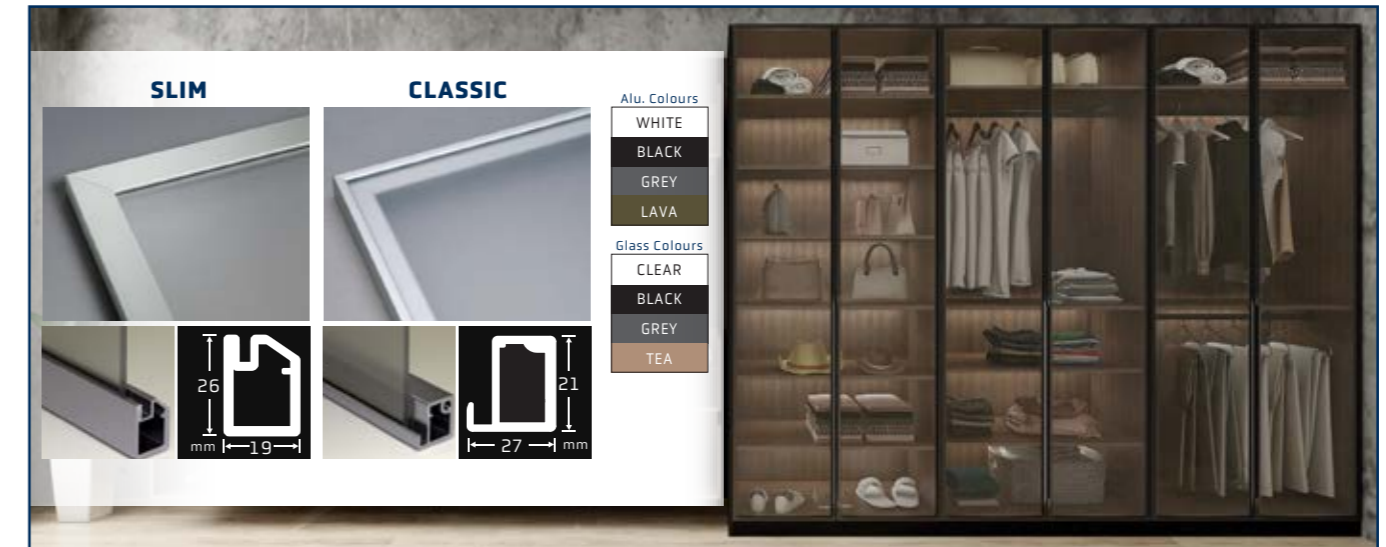 SLIM
CLASSIC
Alu. Colours
WHITE
BLACK
GREY
LAVA
Glass Colours
CLEAR
BLACK
GREY
TEA
26
mm
19
21
27
mm